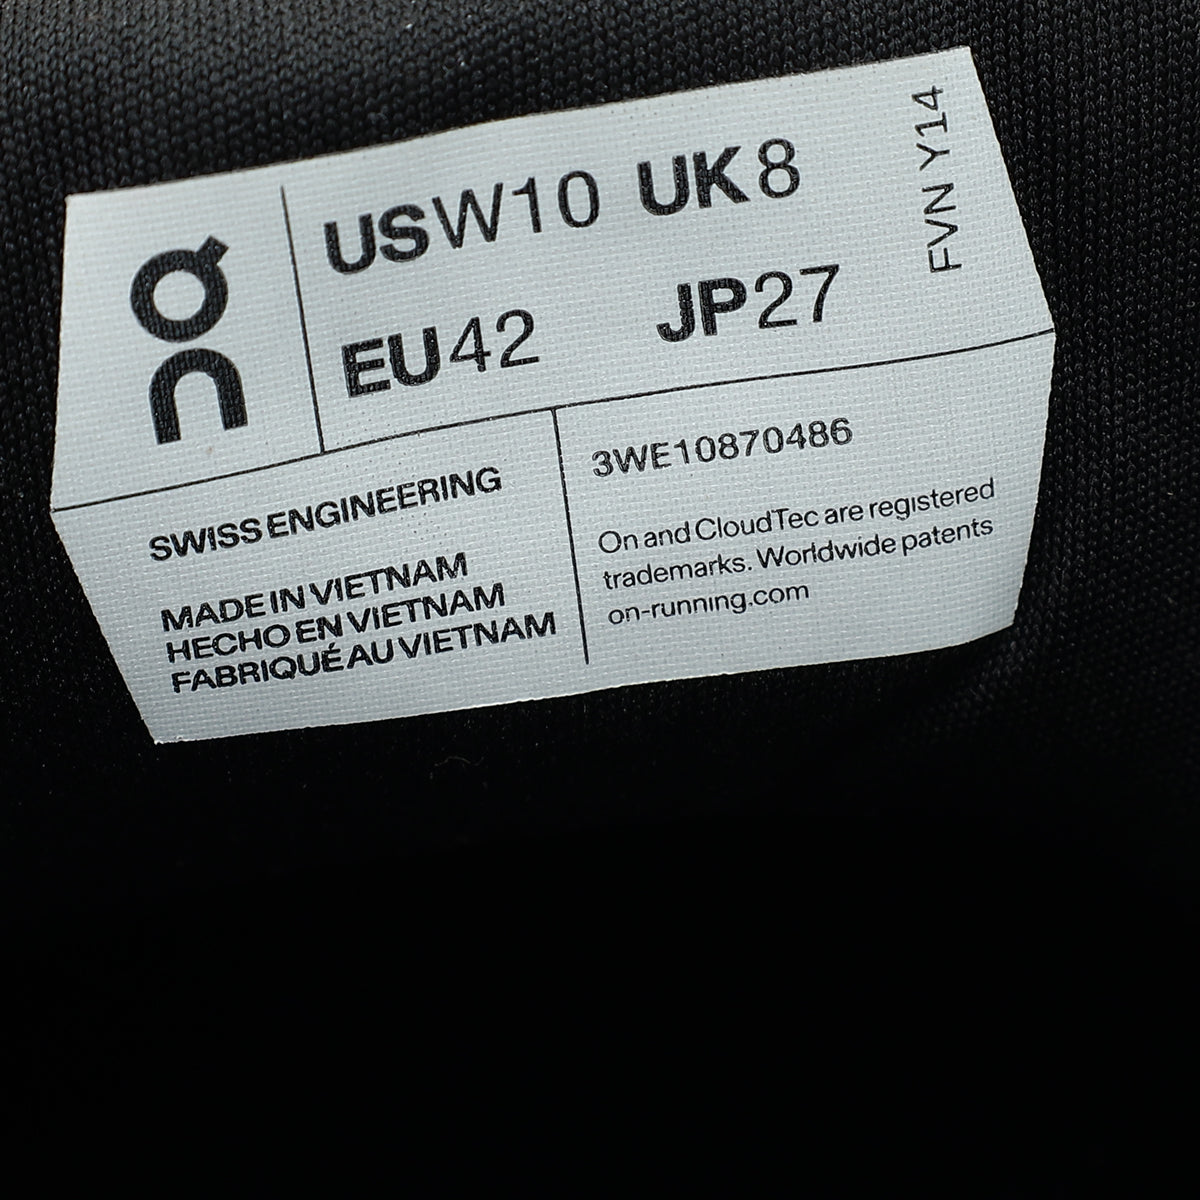 On
USW10 UK8
EU42 JP27
FVN Y14
SWISS ENGINEERING
MADE IN VIETNAM
HECHO EN VIETNAM
FABRIQUÉ AU VIETNAM
3WE10870486
On and CloudTec are registered
trademarks. Worldwide patents
on-running.com